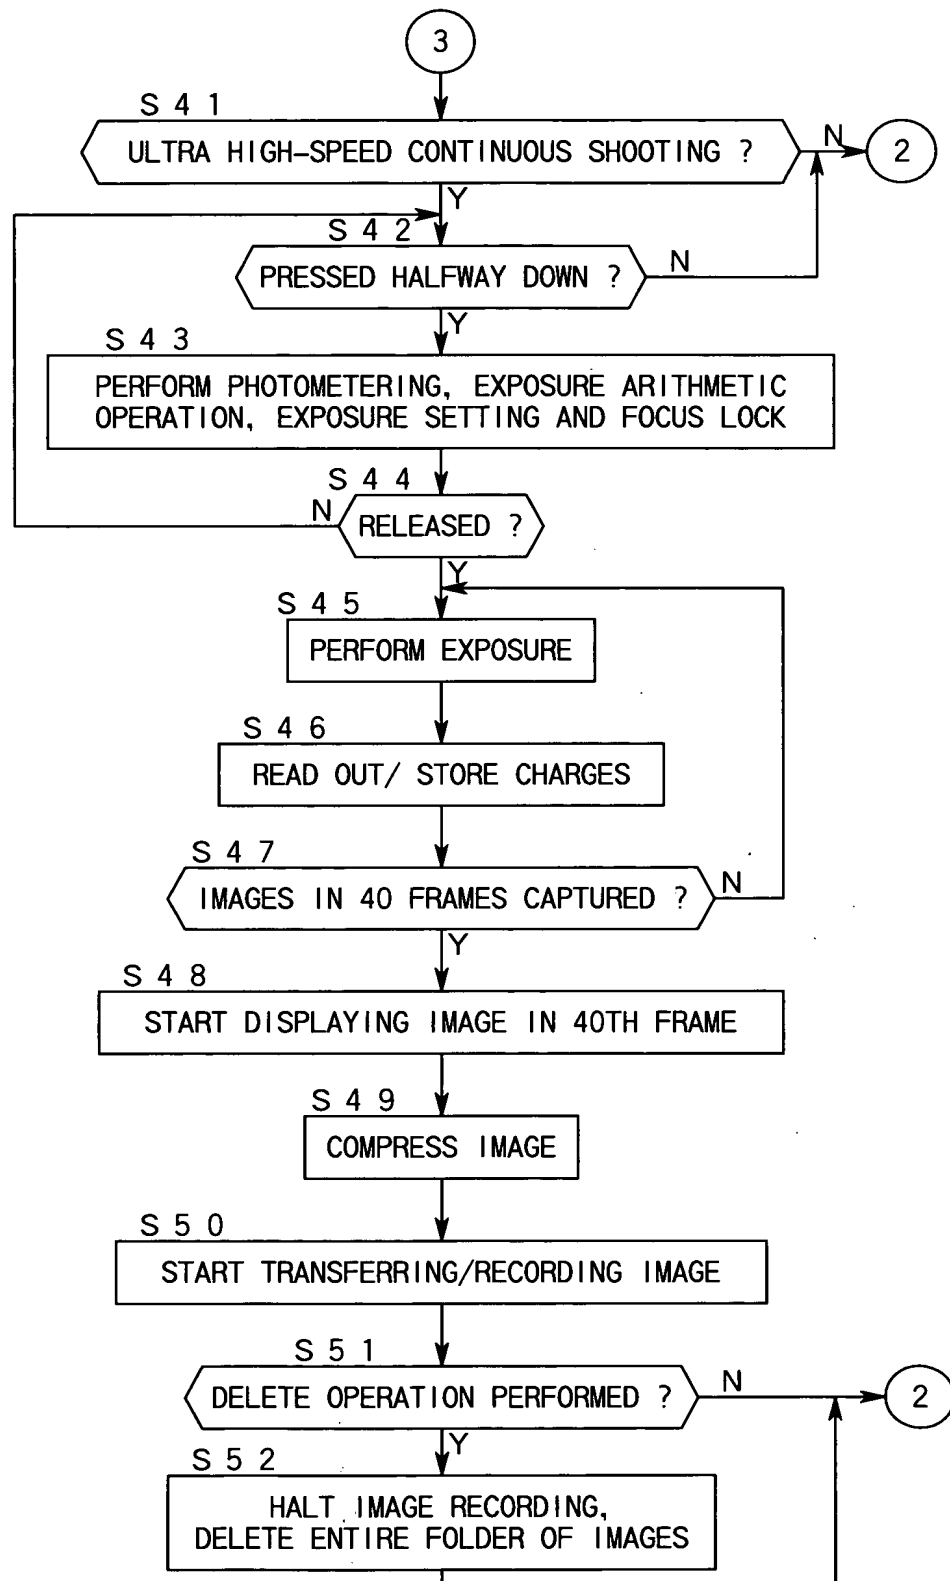 3
S41
ULTRA HIGH-SPEED CONTINUOUS SHOOTING ?
N
2
Y
S42
PRESSED HALFWAY DOWN ?
N
Y
S43
PERFORM PHOTOMETERING, EXPOSURE ARITHMETIC
OPERATION, EXPOSURE SETTING AND FOCUS LOCK
S44
N
RELEASED ?
Y
S45
PERFORM EXPOSURE
S46
READ OUT/ STORE CHARGES
S47
IMAGES IN 40 FRAMES CAPTURED ?
N
Y
S48
START DISPLAYING IMAGE IN 40TH FRAME
S49
COMPRESS IMAGE
S50
START TRANSFERRING/RECORDING IMAGE
S51
DELETE OPERATION PERFORMED ?
N
2
Y
S52
HALT IMAGE RECORDING,
DELETE ENTIRE FOLDER OF IMAGES